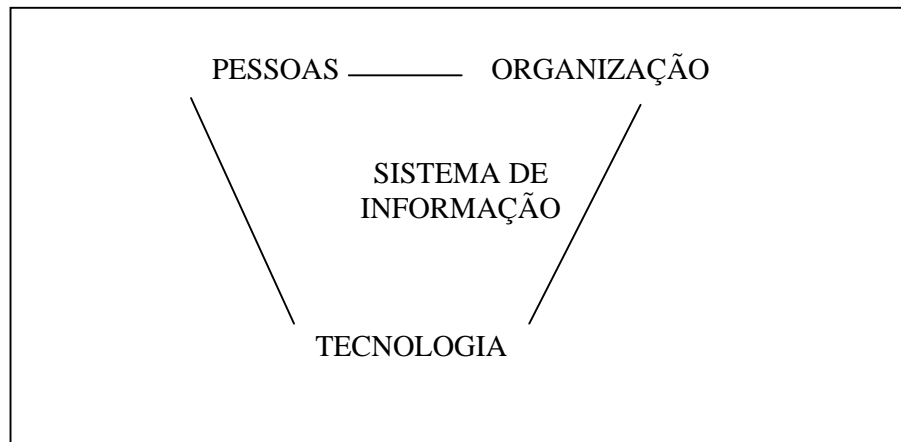 PESSOAS ORGANIZAÇÃO
SISTEMA DE
INFORMAÇÃO
TECNOLOGIA